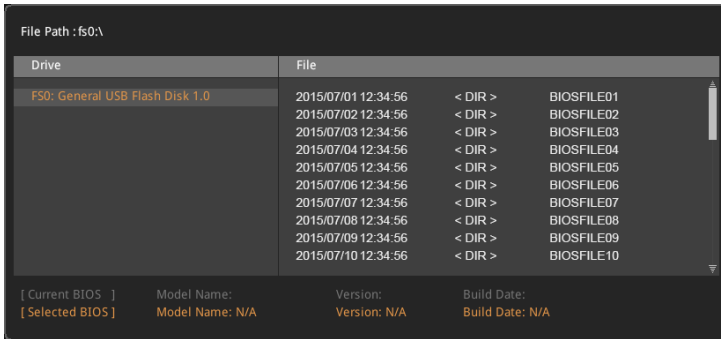 File Path : fs0:\
Drive File
FS0: General USB Flash Disk 1.0
2015/07/01 12:34:56 < DIR > BIOSFILE01
2015/07/02 12:34:56 < DIR > BIOSFILE02
2015/07/03 12:34:56 < DIR > BIOSFILE03
2015/07/04 12:34:56 < DIR > BIOSFILE04
2015/07/05 12:34:56 < DIR > BIOSFILE05
2015/07/06 12:34:56 < DIR > BIOSFILE06
2015/07/07 12:34:56 < DIR > BIOSFILE07
2015/07/08 12:34:56 < DIR > BIOSFILE08
2015/07/09 12:34:56 < DIR > BIOSFILE09
2015/07/10 12:34:56 < DIR > BIOSFILE10
[ Current BIOS ] Model Name: Version: Build Date:
[ Selected BIOS ] Model Name: N/A Version: N/A Build Date: N/A